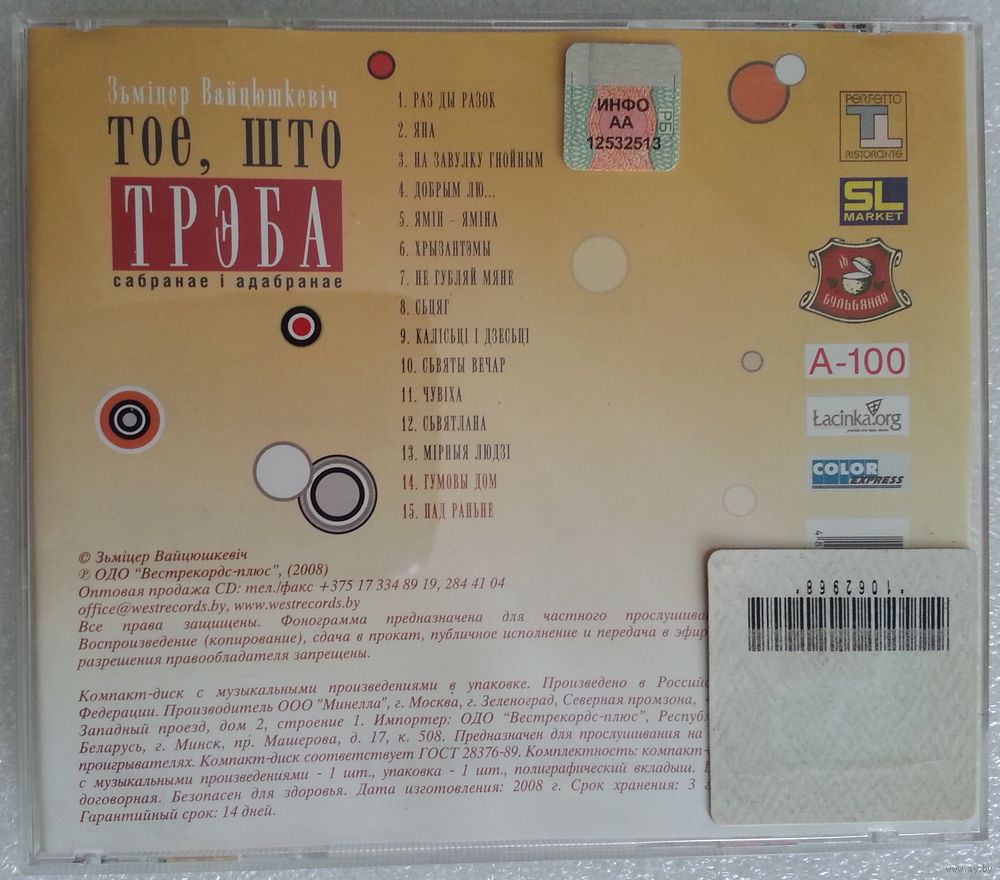 Зьміцер Вайцюшкевіч
тое, што
ТРЭБА
сабранае і адабранае
1. РАЗ ДЫ РАЗОК
2. ЯНА
3. НА ЗАВУЛКУ ГНОЙНЫМ
4. ДОБРЫМ ЛЮ...
5. ЯМІН – ЯМІНА
6. ХРЫЗАНТЭМЫ
7. НЕ ГУБЛЯЙ МЯНЕ
8. СЬЦЯГ
9. КАЛІСЬЦІ І ДЗЕСЬЦІ
10. СЬВЯТЫ ВЕЧАР
11. ЧУВІХА
12. СЬВЯТЛАНА
13. МІРНЫЯ ЛЮДЗІ
14. ГУМОВЫ ДОМ
15. ПАД РАНЬНЕ
ИНФО
АА
12532513
РБ
PERFETTO
TL
RISTORANTE
SL
MARKET
БУЛЬБЯНАЯ
A-100
Łacinka.org
COLOR
EXPRESS
© Зьміцер Вайцюшкевіч
℗ ОДО “Вестрекордс-плюс”, (2008)
Оптовая продажа CD: тел./факс +375 17 334 89 19, 284 41 04
office@westrecords.by, www.westrecords.by
Все права защищены. Фонограмма предназначена для частного прослушива
Воспроизведение (копирование), сдача в прокат, публичное исполнение и передача в эфир
разрешения правообладателя запрещены.
Компакт-диск с музыкальными произведениями в упаковке. Произведено в Российс
Федерации. Производитель ООО "Минелла", г. Москва, г. Зеленоград, Северная промзона,
Западный проезд, дом 2, строение 1. Импортер: ОДО “Вестрекордс-плюс”, Республ
Беларусь, г. Минск, пр. Машерова, д. 17, к. 508. Предназначен для прослушивания на
проигрывателях. Компакт-диск соответствует ГОСТ 28376-89. Комплектность: компакт-
с музыкальными произведениями - 1 шт., упаковка - 1 шт., полиграфический вкладыш.
договорная. Безопасен для здоровья. Дата изготовления: 2008 г. Срок хранения: 3 г
Гарантийный срок: 14 дней.
*1062968*
www.ay.by